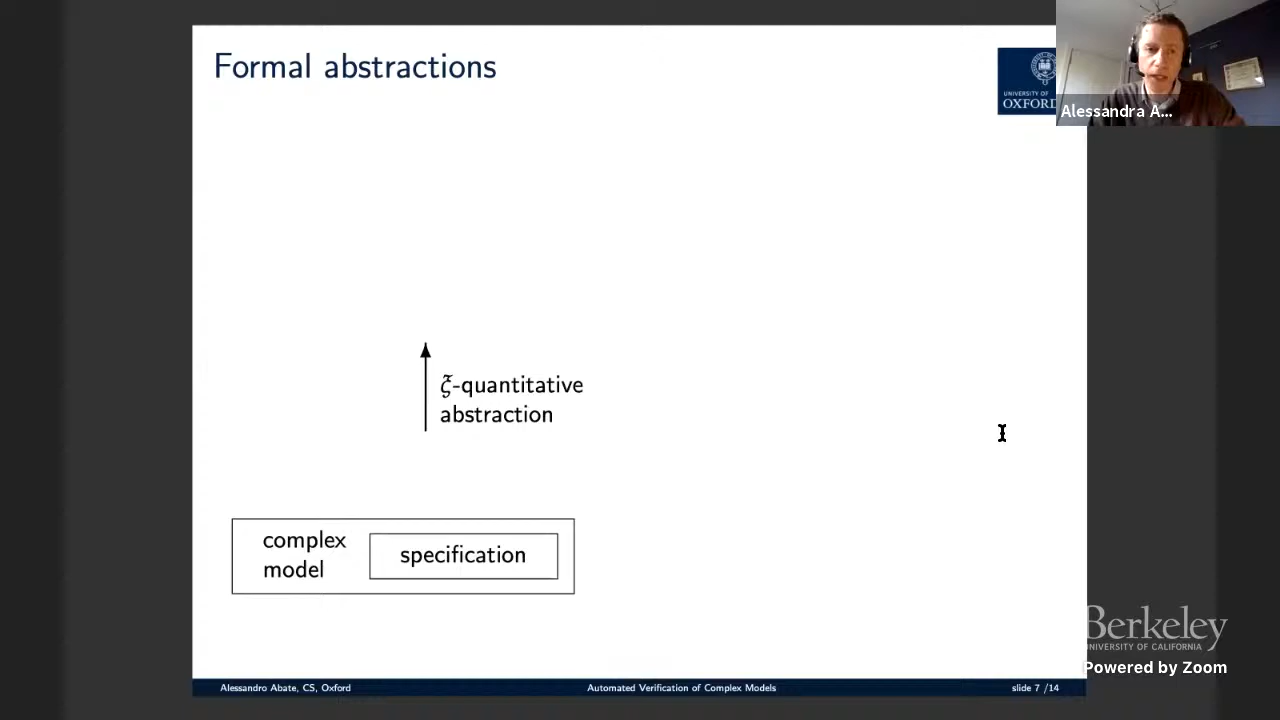 Formal abstractions
UNIVERSITY OF
OXFORD
Alessandra A...
ξ-quantitative
abstraction
complex
model
specification
Berkeley
UNIVERSITY OF CALIFORNIA
Powered by Zoom
Alessandro Abate, CS, Oxford
Automated Verification of Complex Models
slide 7 /14